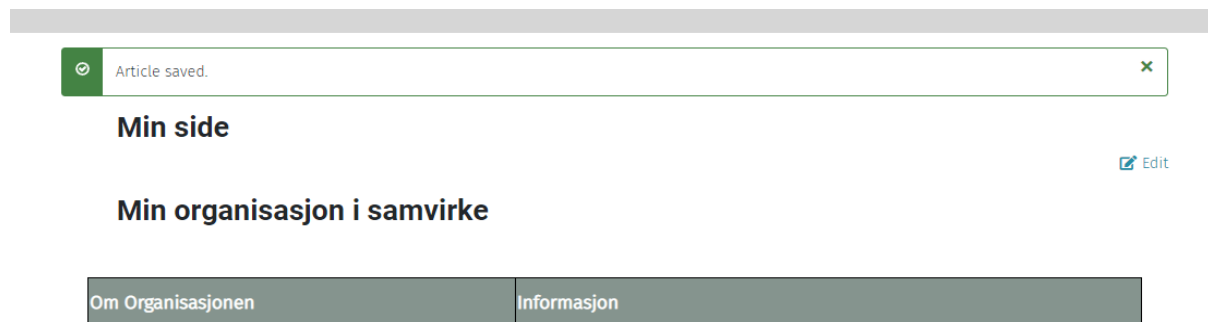 Article saved.
Min side
Edit
Min organisasjon i samvirke
Om Organisasjonen Informasjon